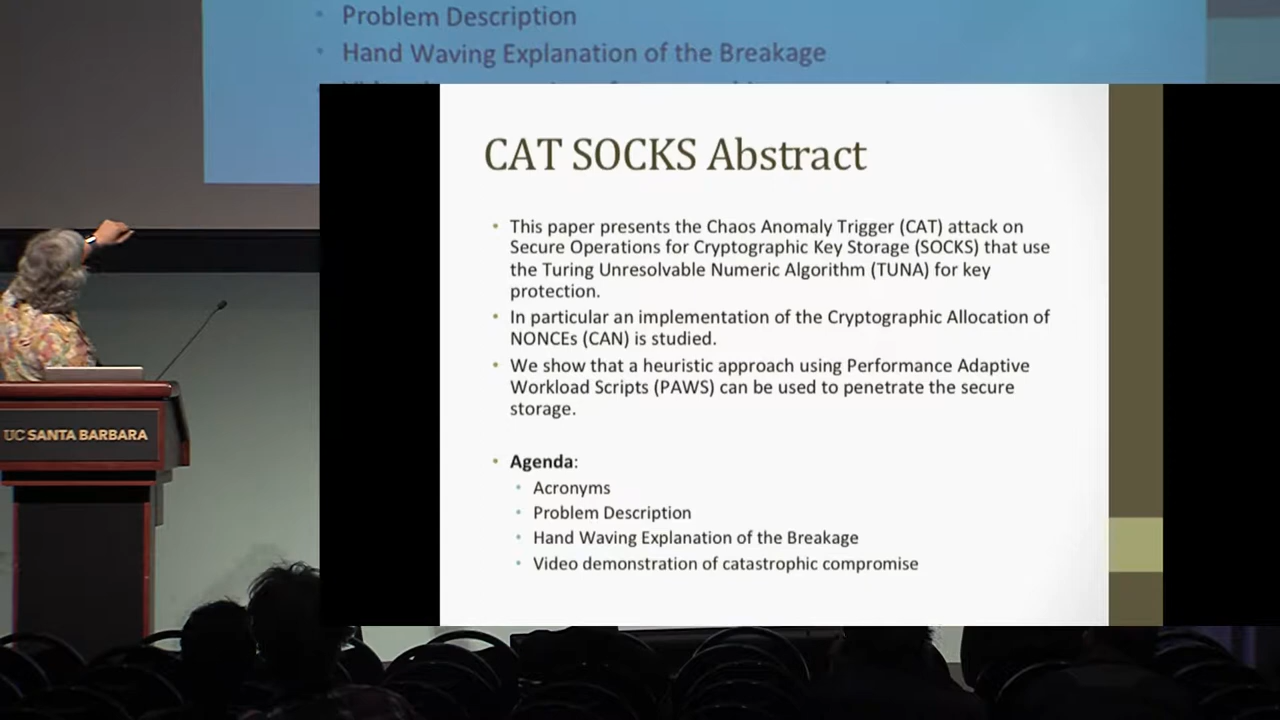 Problem Description
Hand Waving Explanation of the Breakage
CAT SOCKS Abstract
This paper presents the Chaos Anomaly Trigger (CAT) attack on
Secure Operations for Cryptographic Key Storage (SOCKS) that use
the Turing Unresolvable Numeric Algorithm (TUNA) for key
protection.
In particular an implementation of the Cryptographic Allocation of
NONCEs (CAN) is studied.
We show that a heuristic approach using Performance Adaptive
Workload Scripts (PAWS) can be used to penetrate the secure
storage.
Agenda:
Acronyms
Problem Description
Hand Waving Explanation of the Breakage
Video demonstration of catastrophic compromise
UC SANTA BARBARA